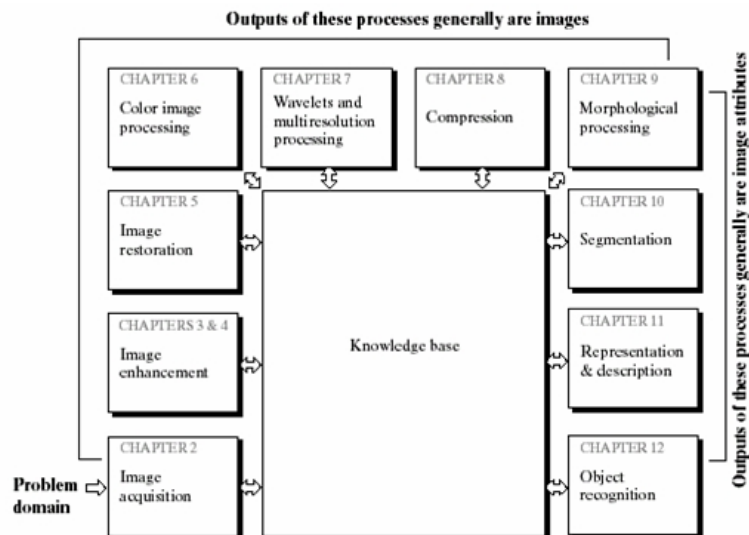 Outputs of these processes generally are images
CHAPTER 6
Color image
processing
CHAPTER 7
Wavelets and
multiresolution
processing
CHAPTER 8
Compression
CHAPTER 9
Morphological
processing
CHAPTER 5
Image
restoration
CHAPTERS 3 & 4
Image
enhancement
CHAPTER 2
Image
acquisition
Problem
domain
Knowledge base
CHAPTER 10
Segmentation
CHAPTER 11
Representation
& description
CHAPTER 12
Object
recognition
Outputs of these processes generally are image attributes